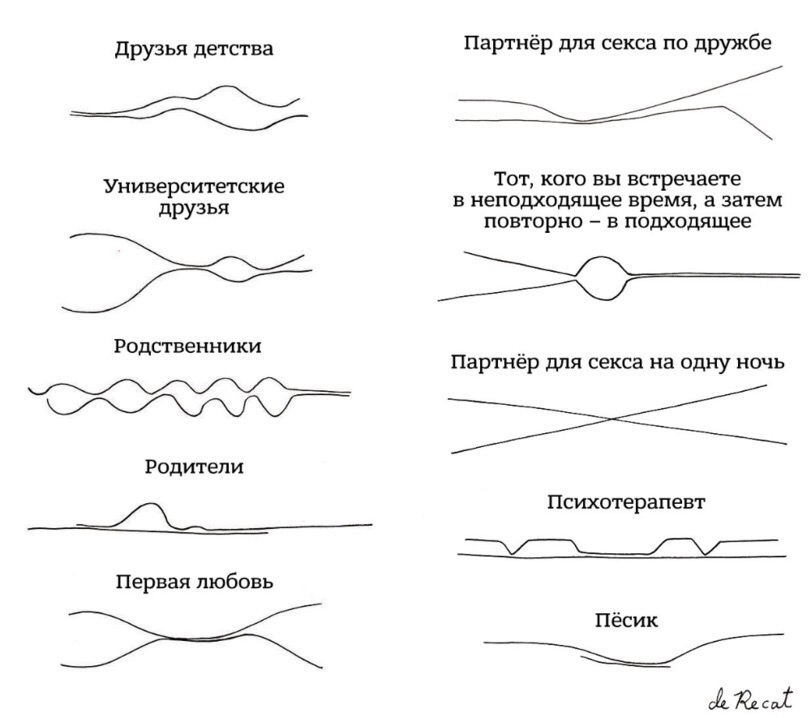 Друзья детства
Университетские
друзья
Родственники
Родители
Первая любовь
Партнёр для секса по дружбе
Тот, кого вы встречаете
в неподходящее время, а затем
повторно – в подходящее
Партнёр для секса на одну ночь
Психотерапевт
Пёсик
de Recat